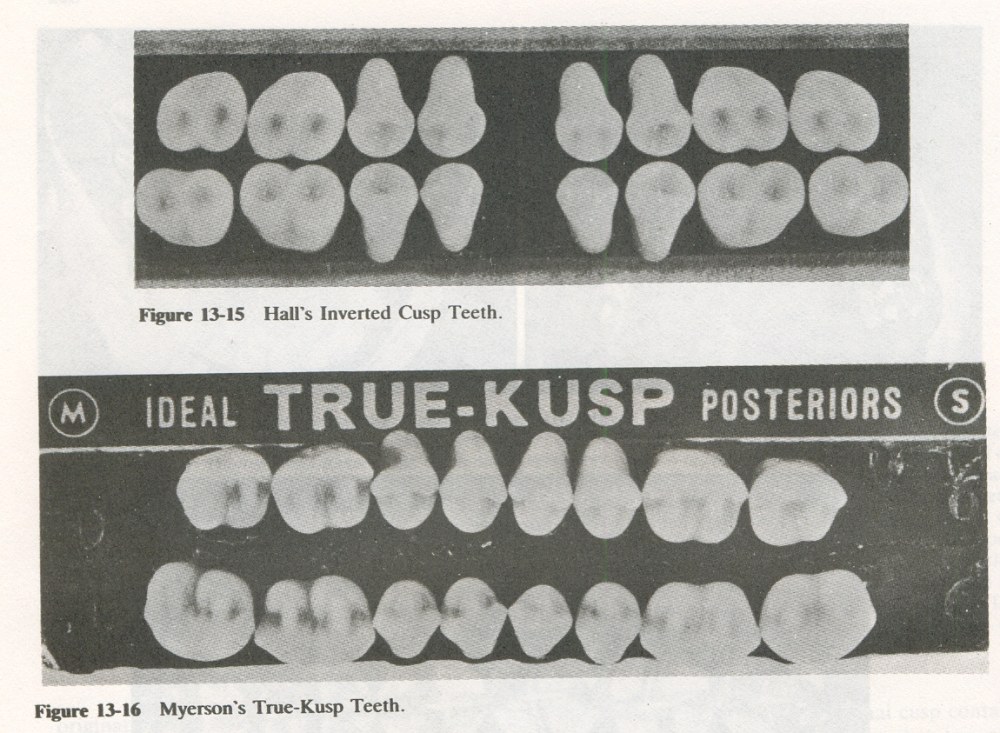 Figure 13-15 Hall's Inverted Cusp Teeth.
M IDEAL TRUE-KUSP POSTERIORS S
Figure 13-16 Myerson's True-Kusp Teeth.